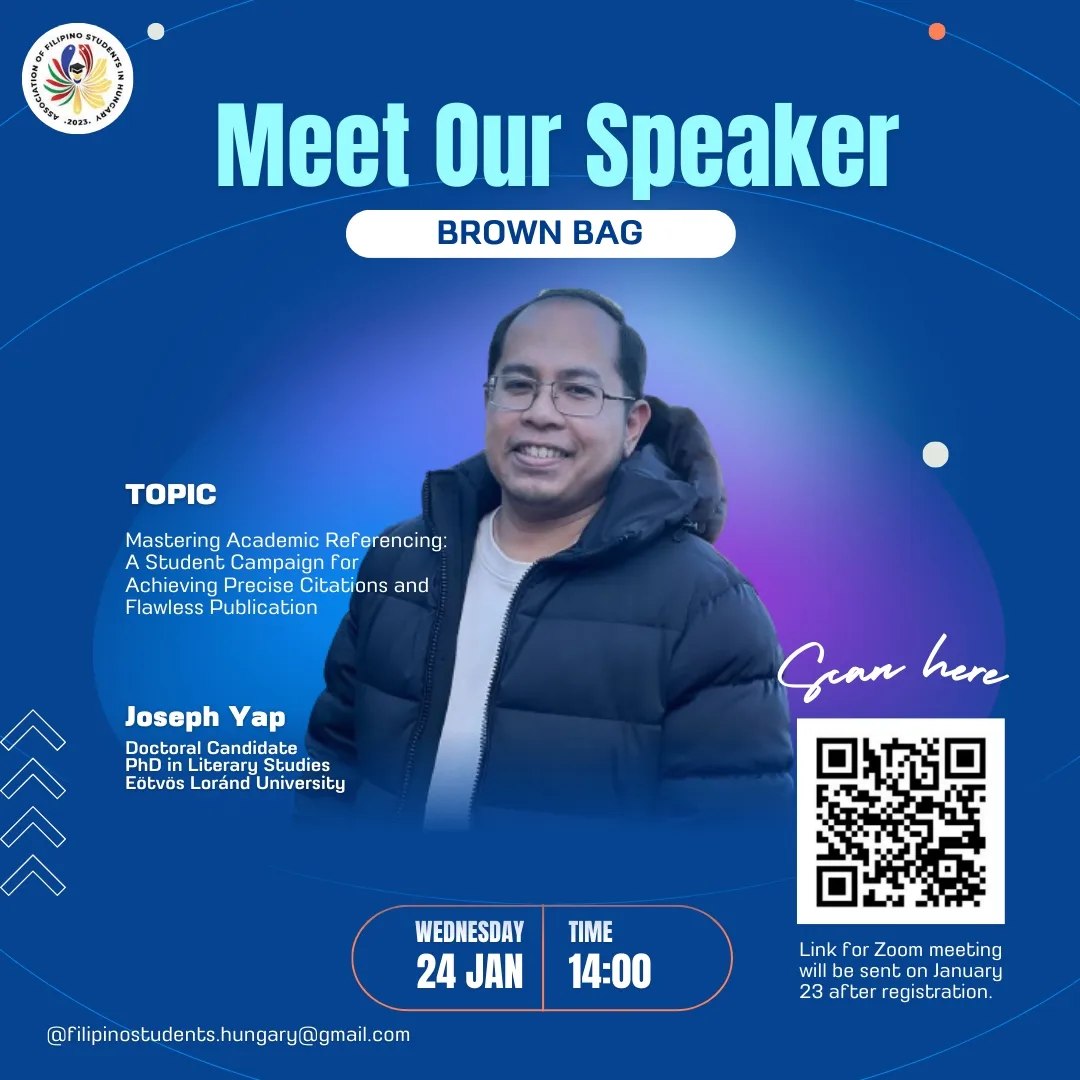 ASSOCIATION OF FILIPINO STUDENTS IN HUNGARY
·2023·
Meet Our Speaker
BROWN BAG
TOPIC
Mastering Academic Referencing:
A Student Campaign for
Achieving Precise Citations and
Flawless Publication
Scan here
Joseph Yap
Doctoral Candidate
PhD in Literary Studies
Eötvös Loránd University
WEDNESDAY
24 JAN
TIME
14:00
Link for Zoom meeting
will be sent on January
23 after registration.
@filipinostudents.hungary@gmail.com